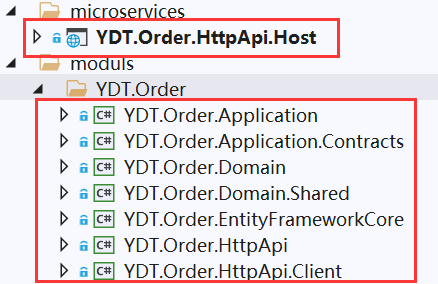 microservices
YDT.Order.HttpApi.Host
moduls
YDT.Order
C# YDT.Order.Application
C# YDT.Order.Application.Contracts
C# YDT.Order.Domain
C# YDT.Order.Domain.Shared
C# YDT.Order.EntityFrameworkCore
C# YDT.Order.HttpApi
C# YDT.Order.HttpApi.Client